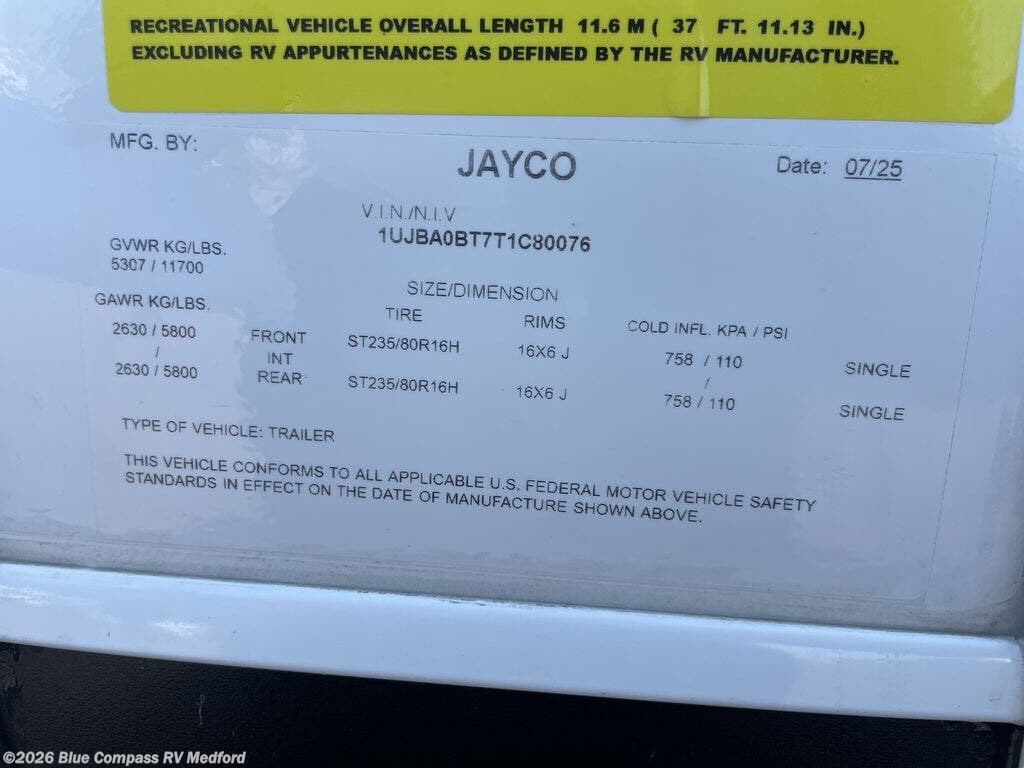 RECREATIONAL VEHICLE OVERALL LENGTH 11.6 M ( 37 FT. 11.13 IN.)
EXCLUDING RV APPURTENANCES AS DEFINED BY THE RV MANUFACTURER.
MFG. BY: JAYCO Date: 07/25
V.I.N./N.I.V
1UJBA0BT7T1C80076
GVWR KG/LBS.
5307 / 11700
SIZE/DIMENSION
GAWR KG/LBS. TIRE RIMS COLD INFL. KPA / PSI
2630 / 5800 FRONT ST235/80R16H 16X6 J 758 / 110 SINGLE
/ INT /
2630 / 5800 REAR ST235/80R16H 16X6 J 758 / 110 SINGLE
TYPE OF VEHICLE: TRAILER
THIS VEHICLE CONFORMS TO ALL APPLICABLE U.S. FEDERAL MOTOR VEHICLE SAFETY
STANDARDS IN EFFECT ON THE DATE OF MANUFACTURE SHOWN ABOVE.
©2026 Blue Compass RV Medford